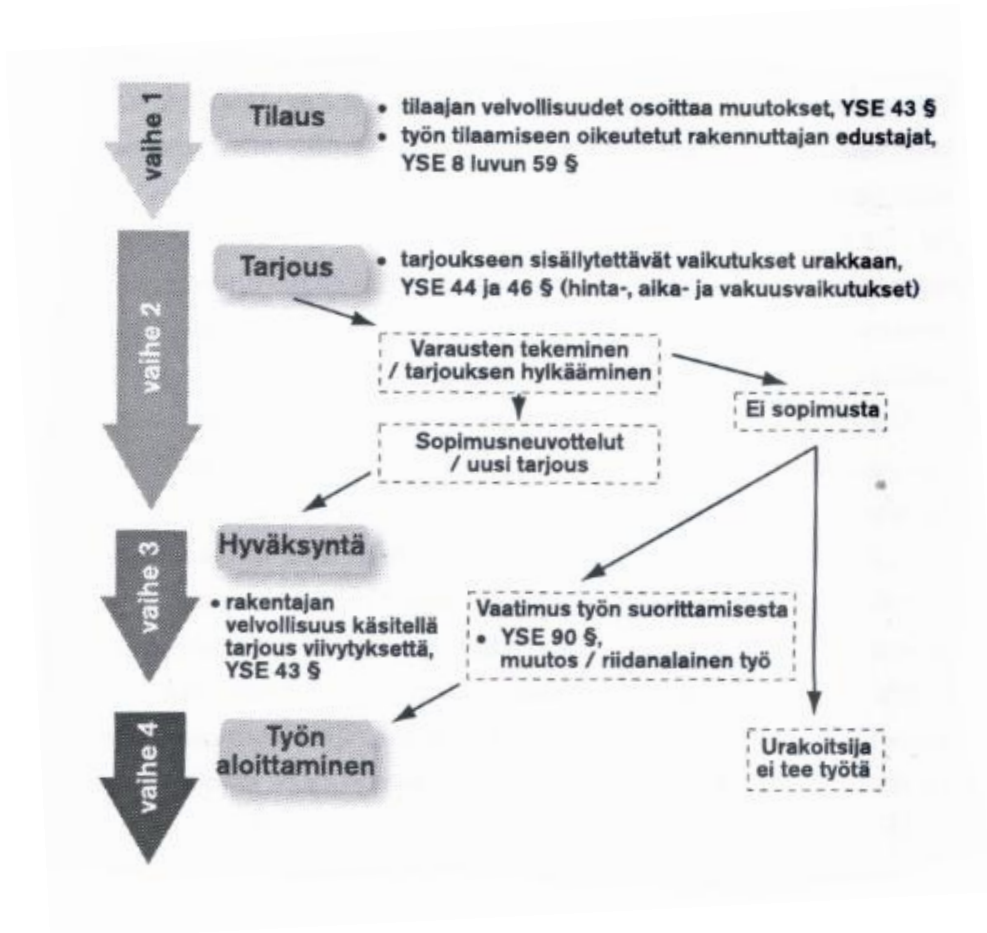 vaihe 1
Tilaus
• tilaajan velvollisuudet osoittaa muutokset, YSE 43 §
• työn tilaamiseen oikeutetut rakennuttajan edustajat,
YSE 8 luvun 59 §
vaihe 2
Tarjous
• tarjoukseen sisällytettävät vaikutukset urakkaan,
YSE 44 ja 46 § (hinta-, aika- ja vakuusvaikutukset)
Varausten tekeminen
/ tarjouksen hylkääminen
Ei sopimusta
Sopimusneuvottelut
/ uusi tarjous
vaihe 3
Hyväksyntä
• rakentajan
velvollisuus käsitellä
tarjous viivytyksettä,
YSE 43 §
Vaatimus työn suorittamisesta
• YSE 90 §,
muutos / riidanalainen työ
vaihe 4
Työn
aloittaminen
Urakoitsija
ei tee työtä